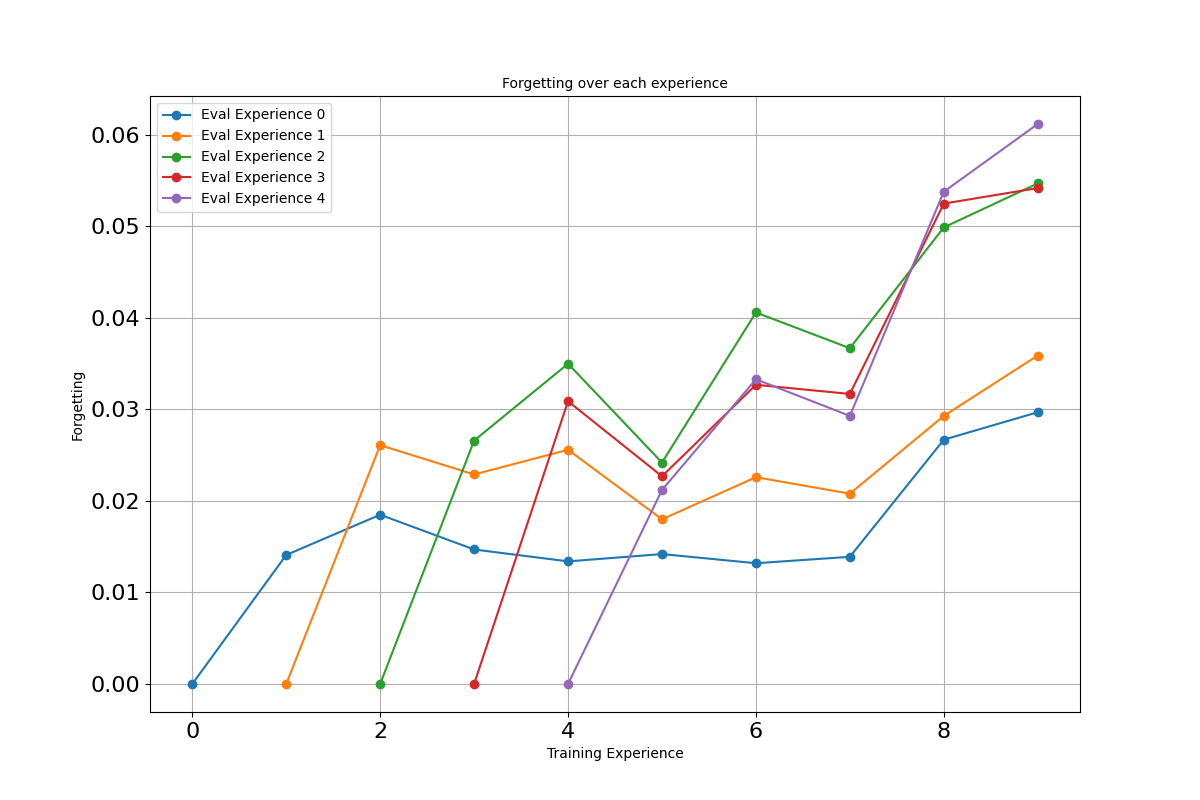 Forgetting over each experience
Eval Experience 0
Eval Experience 1
Eval Experience 2
Eval Experience 3
Eval Experience 4
0.06
0.05
0.04
0.03
0.02
0.01
0.00
Forgetting
0 2 4 6 8
Training Experience